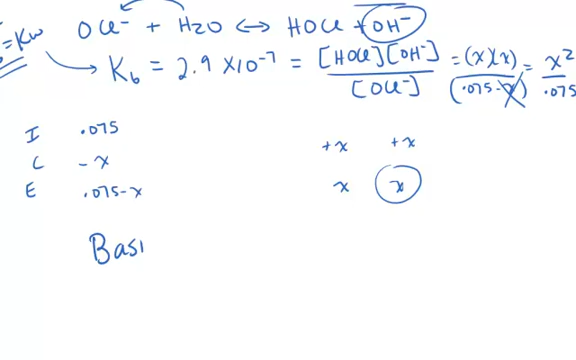 OCl⁻ + H2O ⟷ HOCl + OH⁻
=Kw
Kb = 2.9 × 10⁻⁷ = [HOCl][OH⁻] / [OCl⁻] = (x)(x) / (.075-x) = x² / .075
I .075 +x +x
C -x
E .075-x x x
Basi